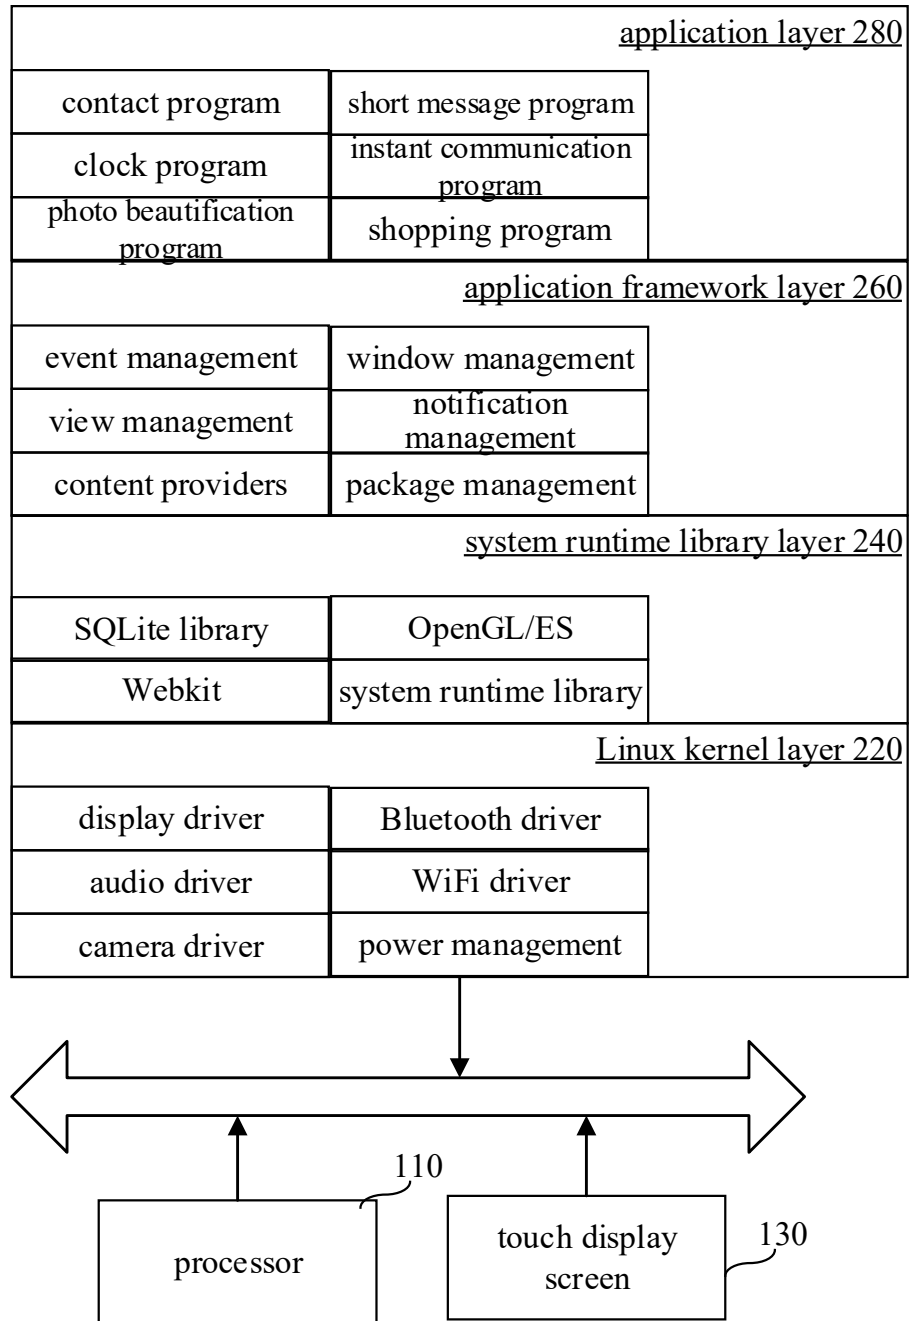 application layer 280
contact program
short message program
clock program
instant communication
program
photo beautification
program
shopping program
application framework layer 260
event management
window management
view management
notification
management
content providers
package management
system runtime library layer 240
SQLite library
OpenGL/ES
Webkit
system runtime library
Linux kernel layer 220
display driver
Bluetooth driver
audio driver
WiFi driver
camera driver
power management
110
processor
touch display
screen
130